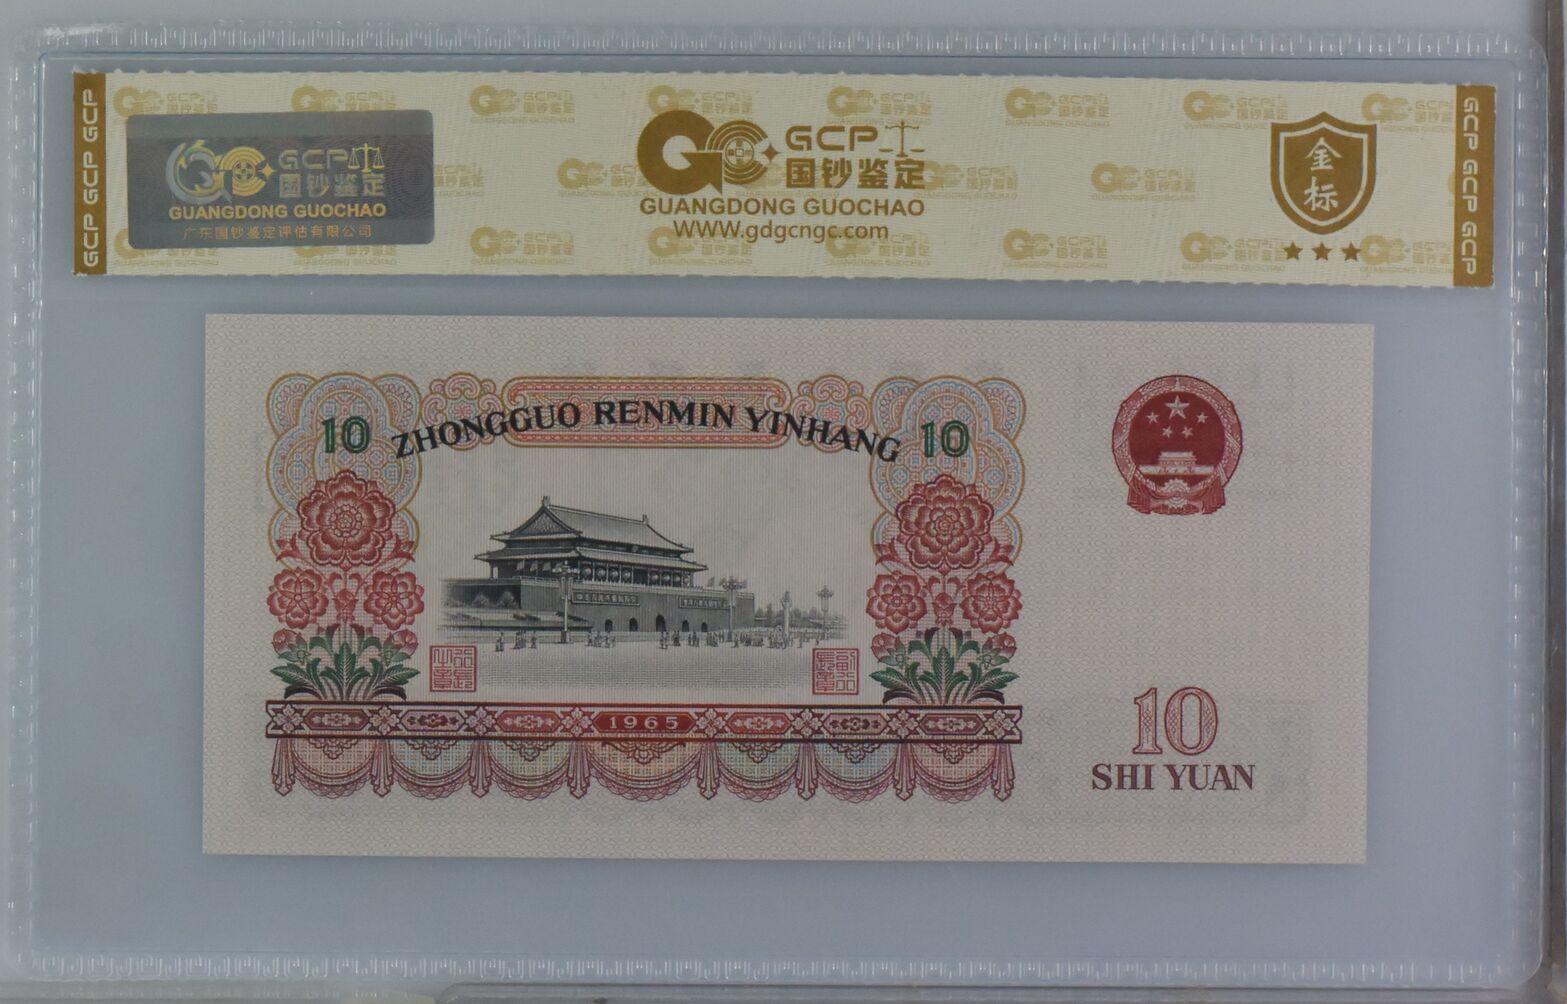 GCP GCP GCP
GCP
国钞鉴定
GUANGDONG GUOCHAO
广东国钞鉴定评估有限公司
GCP
国钞鉴定
GUANGDONG GUOCHAO
WWW.gdgcngc.com
金标
GCP GCP GCP
ZHONGGUO RENMIN YINHANG
10
10
1965
10
SHI YUAN